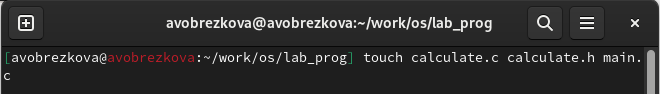 avobrezkova@avobrezkova:~/work/os/lab_prog
[avobrezkova@avobrezkova:~/work/os/lab_prog] touch calculate.c calculate.h main.
c